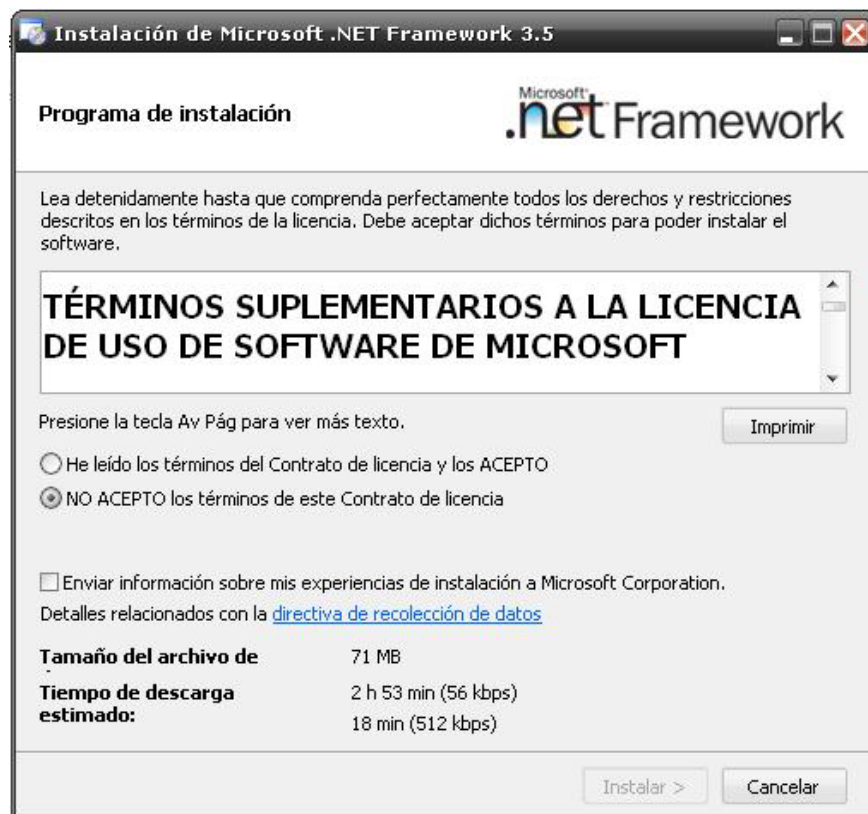 Instalación de Microsoft .NET Framework 3.5
Programa de instalación
Microsoft
.net Framework
Lea detenidamente hasta que comprenda perfectamente todos los derechos y restricciones
descritos en los términos de la licencia. Debe aceptar dichos términos para poder instalar el
software.
TÉRMINOS SUPLEMENTARIOS A LA LICENCIA
DE USO DE SOFTWARE DE MICROSOFT
Presione la tecla Av Pág para ver más texto.
Imprimir
He leído los términos del Contrato de licencia y los ACEPTO
NO ACEPTO los términos de este Contrato de licencia
Enviar información sobre mis experiencias de instalación a Microsoft Corporation.
Detalles relacionados con la directiva de recolección de datos
Tamaño del archivo de
71 MB
Tiempo de descarga
estimado:
2 h 53 min (56 kbps)
18 min (512 kbps)
Instalar >
Cancelar